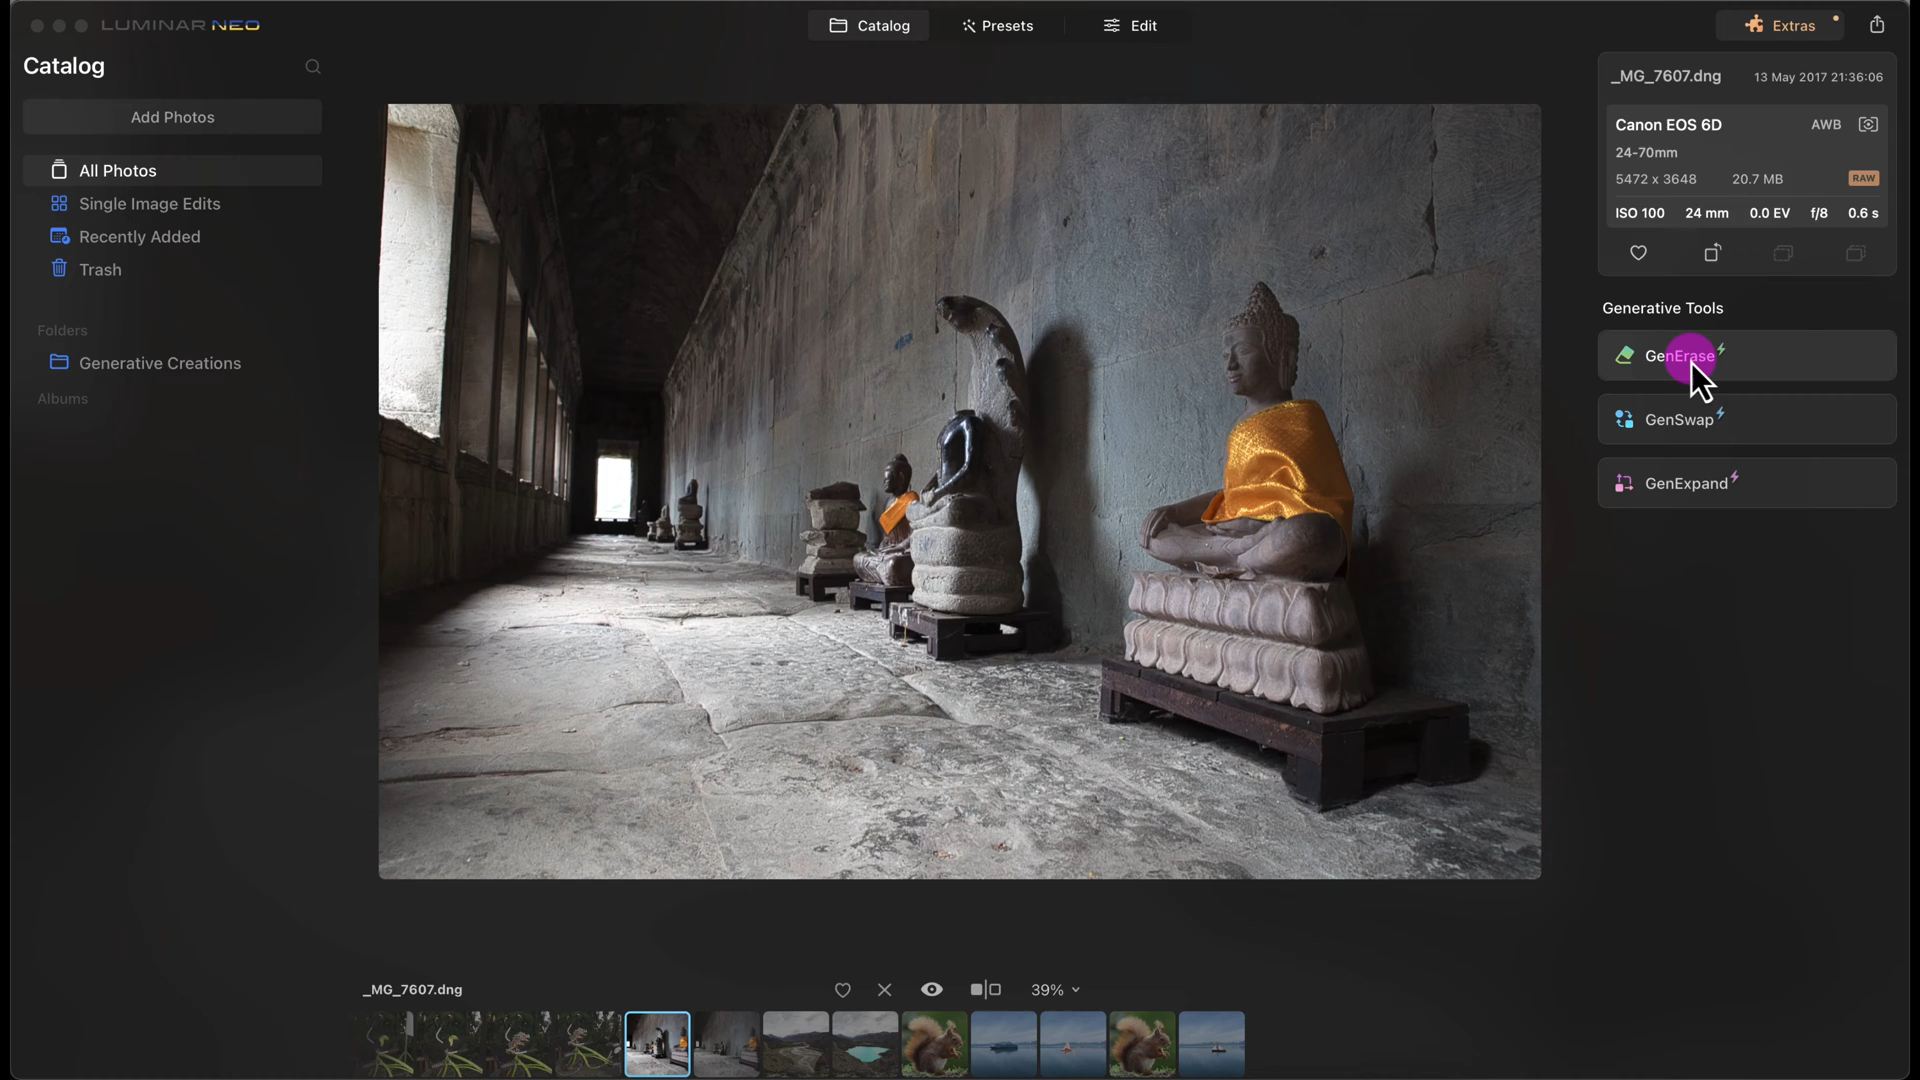 LUMINAR NEO
Catalog
Presets
Edit
Extras
Catalog
Add Photos
All Photos
Single Image Edits
Recently Added
Trash
Folders
Generative Creations
Albums
_MG_7607.dng
13 May 2017 21:36:06
Canon EOS 6D
AWB
24-70mm
5472 x 3648
20.7 MB
RAW
ISO 100
24 mm
0.0 EV
f/8
0.6 s
Generative Tools
GenErase
GenSwap
GenExpand
_MG_7607.dng
39%